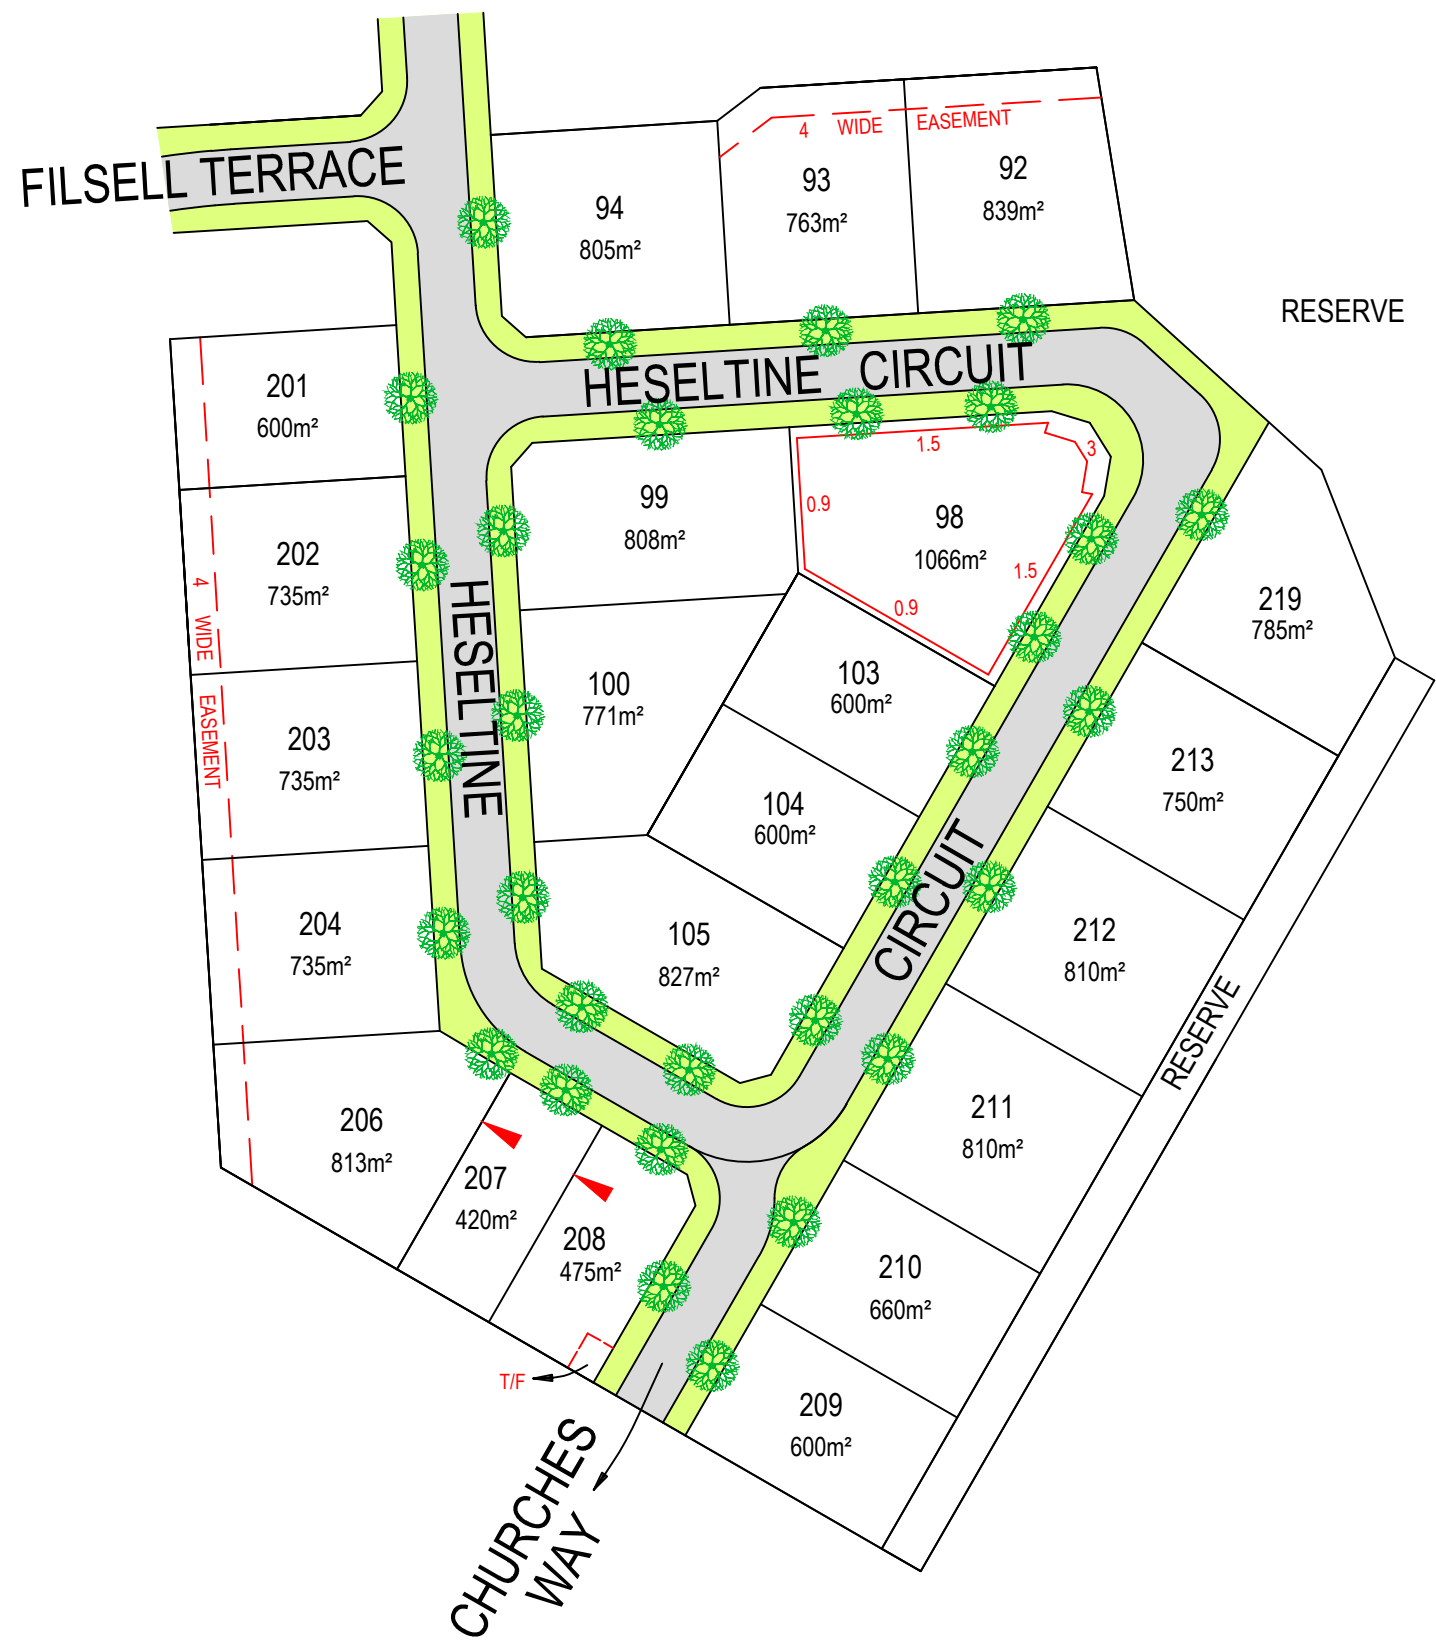 FILSELL TERRACE
94
805m²
93
763m²
92
839m²
4 WIDE EASEMENT
RESERVE
HESELTINE CIRCUIT
201
600m²
202
735m²
203
735m²
204
735m²
4 WIDE EASEMENT
HESELTINE
99
808m²
98
1066m²
1.5
3
0.9
1.5
0.9
100
771m²
103
600m²
104
600m²
105
827m²
CIRCUIT
219
785m²
213
750m²
212
810m²
211
810m²
210
660m²
209
600m²
RESERVE
206
813m²
207
420m²
208
475m²
T/F
CHURCHES
WAY